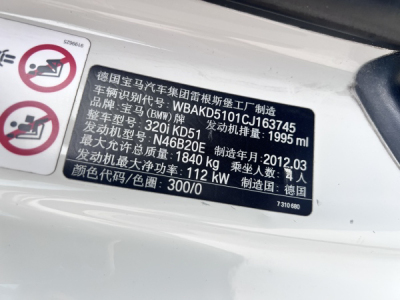 德国宝马汽车集团雷根斯堡工厂制造
车辆识别代号: WBAKD5101CJ163745
品牌: 宝马(BMW)牌 发动机排量: 1995 ml
整车型号: 320i KD51
发动机型号: N46B20E 制造年月: 2012.03
最大允许总质量: 1840 kg 乘坐人数: 4人
发动机最大净功率: 112 kW 制造国: 德国
颜色代码/色圈: 300/0
7 310 660